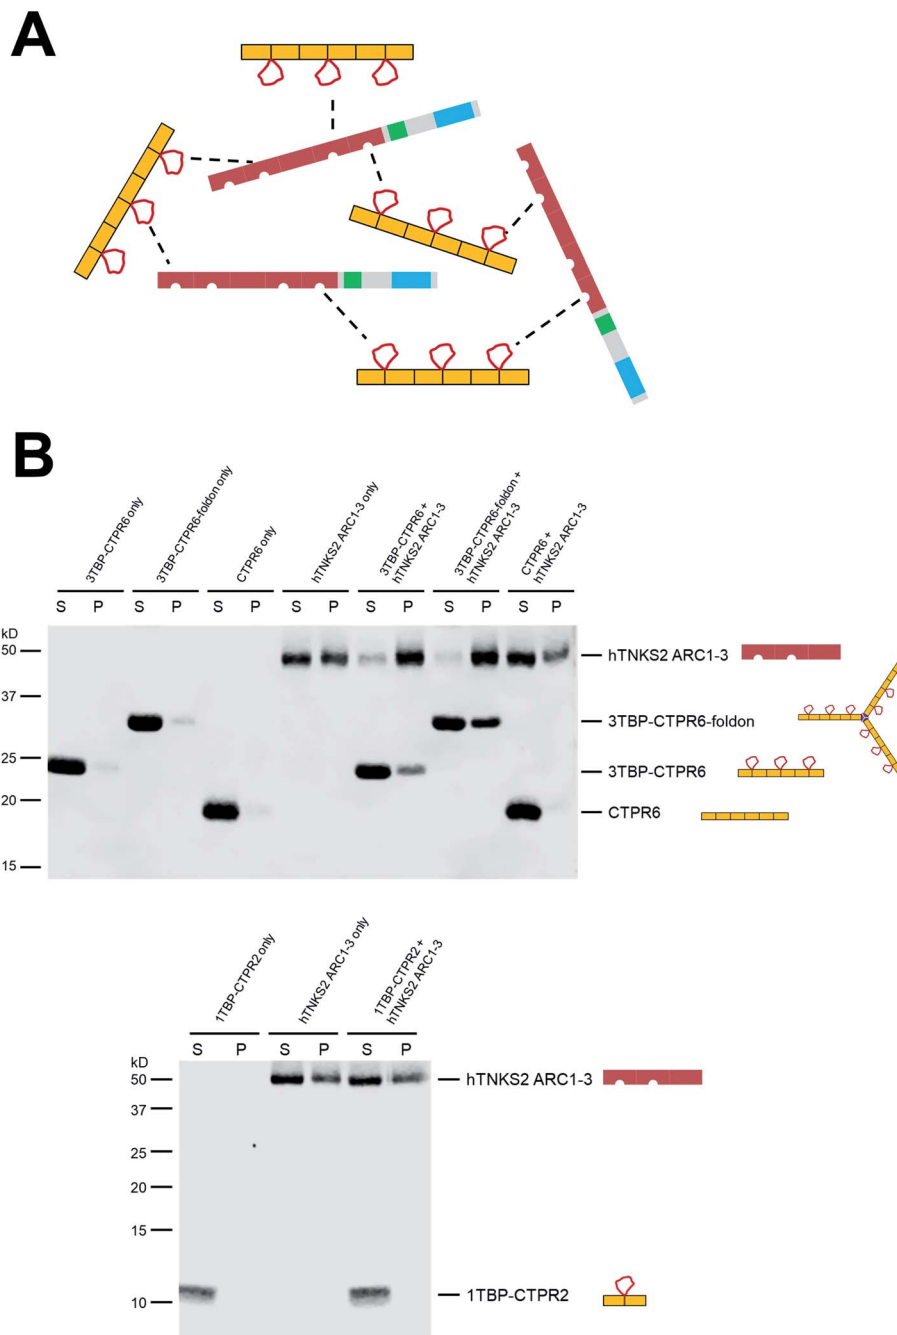 A
B
3TBP-CTPR6 only
3TBP-CTPR6-foldon only
CTPR6 only
hTNKS2 ARC1-3 only
3TBP-CTPR6 +
hTNKS2 ARC1-3
3TBP-CTPR6-foldon +
hTNKS2 ARC1-3
CTPR6 +
hTNKS2 ARC1-3
S P S P S P S P S P S P S P
kD
50
37
25
20
15
hTNKS2 ARC1-3
3TBP-CTPR6-foldon
3TBP-CTPR6
CTPR6
1TBP-CTPR2 only
hTNKS2 ARC1-3 only
1TBP-CTPR2 +
hTNKS2 ARC1-3
S P S P S P
kD
50
37
25
20
15
10
hTNKS2 ARC1-3
1TBP-CTPR2